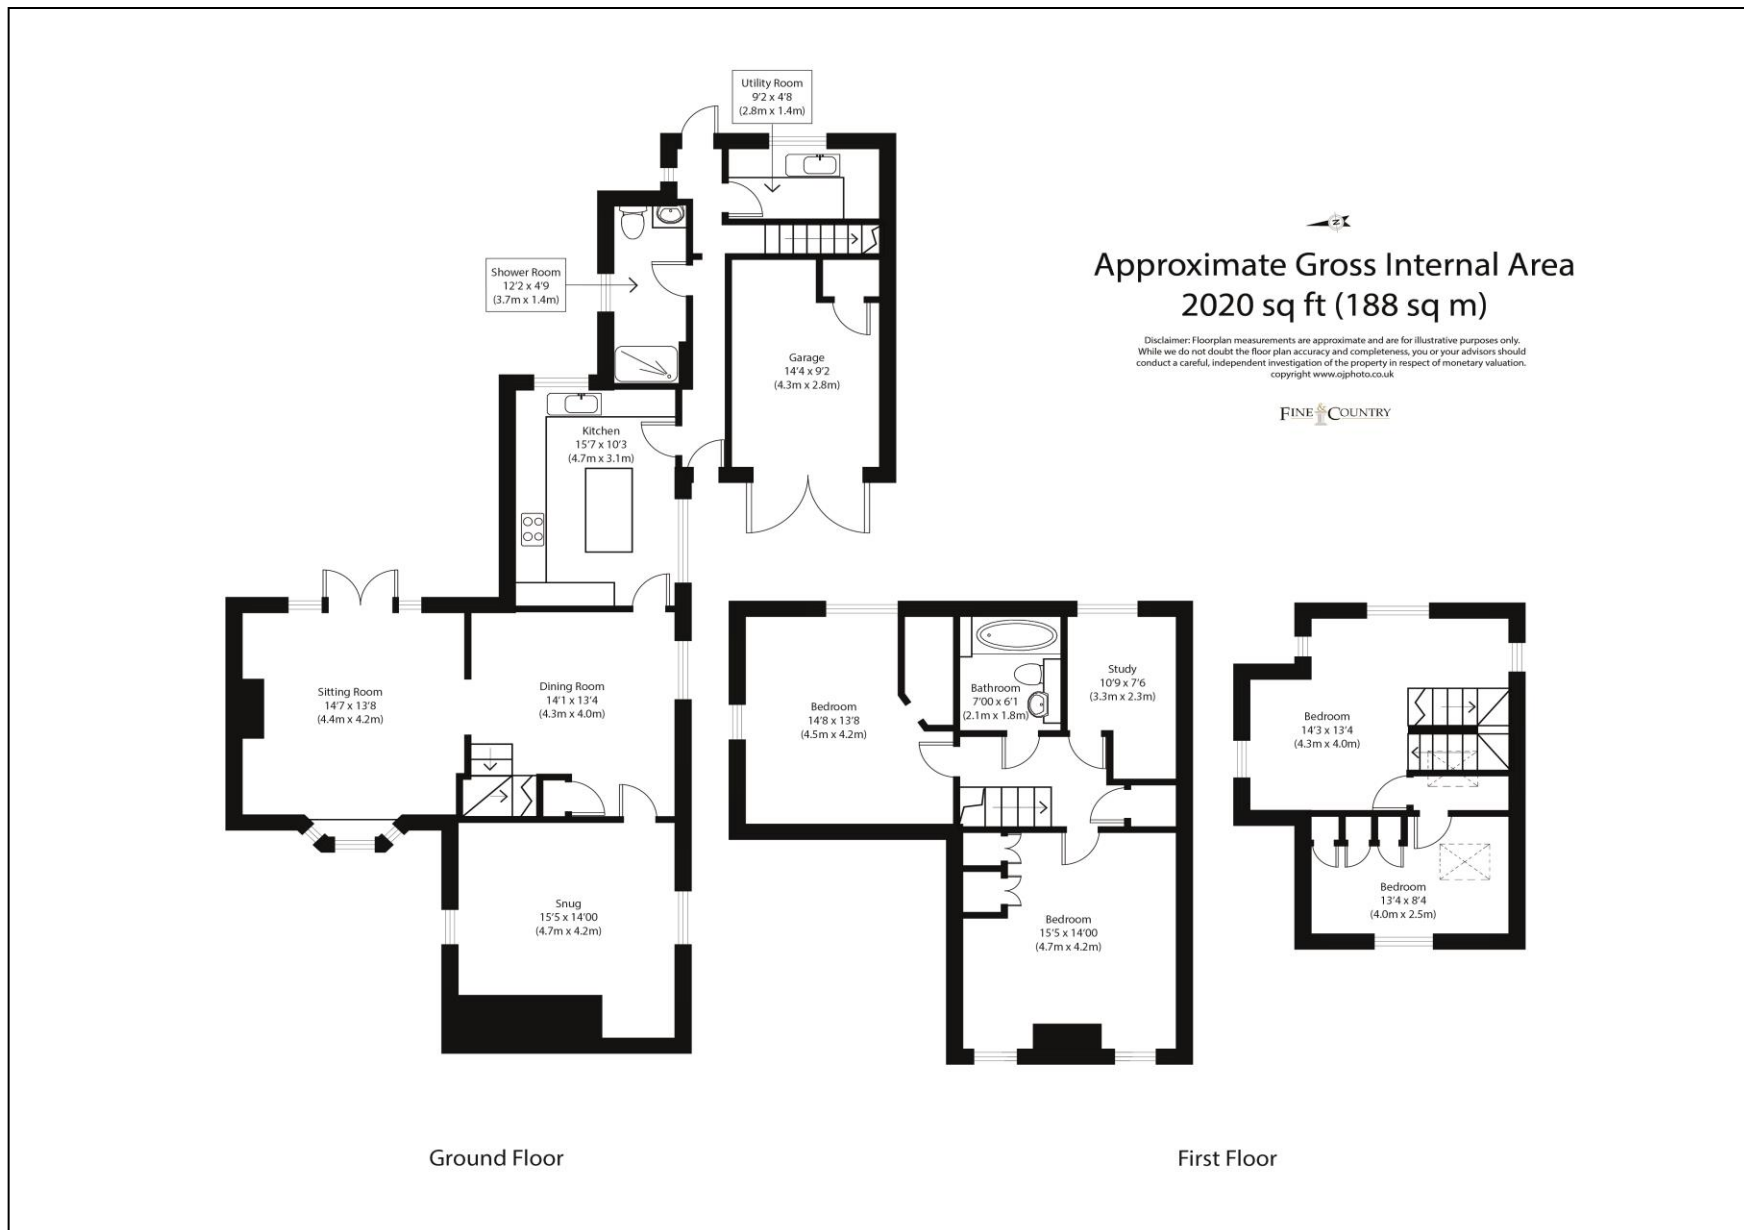 Utility Room
9'2 x 4'8
(2.8m x 1.4m)
Shower Room
12'2 x 4'9
(3.7m x 1.4m)
Garage
14'4 x 9'2
(4.3m x 2.8m)
Kitchen
15'7 x 10'3
(4.7m x 3.1m)
Sitting Room
14'7 x 13'8
(4.4m x 4.2m)
Dining Room
14'1 x 13'4
(4.3m x 4.0m)
Snug
15'5 x 14'00
(4.7m x 4.2m)
Ground Floor
N
Approximate Gross Internal Area
2020 sq ft (188 sq m)
Disclaimer: Floorplan measurements are approximate and are for illustrative purposes only.
While we do not doubt the floor plan accuracy and completeness, you or your advisors should
conduct a careful, independent investigation of the property in respect of monetary valuation.
copyright www.ojphoto.co.uk
FINE & COUNTRY
Bedroom
14'8 x 13'8
(4.5m x 4.2m)
Bathroom
7'00 x 6'1
(2.1m x 1.8m)
Study
10'9 x 7'6
(3.3m x 2.3m)
Bedroom
15'5 x 14'00
(4.7m x 4.2m)
Bedroom
14'3 x 13'4
(4.3m x 4.0m)
Bedroom
13'4 x 8'4
(4.0m x 2.5m)
First Floor